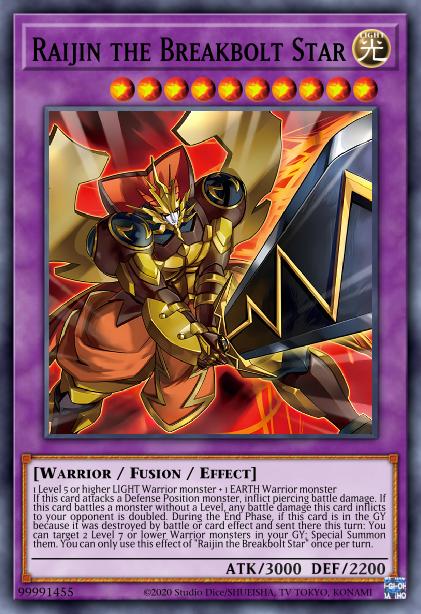 Raijin the Breakbolt Star
LIGHT
光
[Warrior / Fusion / Effect]
1 Level 5 or higher LIGHT Warrior monster + 1 EARTH Warrior monster
If this card attacks a Defense Position monster, inflict piercing battle damage. If
this card battles a monster without a Level, any battle damage this card inflicts
to your opponent is doubled. During the End Phase, if this card is in the GY
because it was destroyed by battle or card effect and sent there this turn: You
can target 2 Level 7 or lower Warrior monsters in your GY; Special Summon
them. You can only use this effect of "Raijin the Breakbolt Star" once per turn.
ATK/3000 DEF/2200
99991455
©2020 Studio Dice/SHUEISHA, TV TOKYO, KONAMI